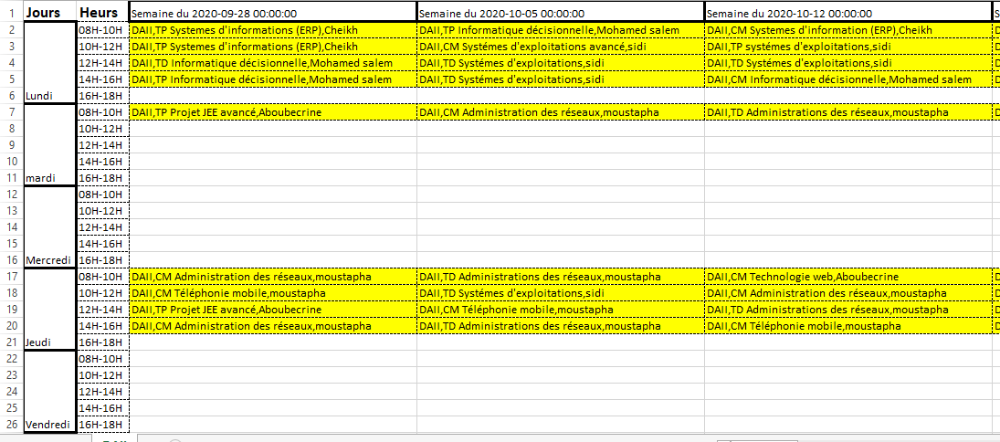 1 Jours Heurs Semaine du 2020-09-28 00:00:00 Semaine du 2020-10-05 00:00:00 Semaine du 2020-10-12 00:00:00 S
2 08H-10H DAII,TP Systemes d'informations (ERP),Cheikh DAII,TP Informatique décisionnelle,Mohamed salem DAII,CM Systemes d'information (ERP),Cheikh D
3 10H-12H DAII,TP Systemes d'informations (ERP),Cheikh DAII,CM Systémes d'exploitations avancé,sidi DAII,TP systémes d'exploitations,sidi D
4 12H-14H DAII,TD Informatique décisionnelle,Mohamed salem DAII,TD Systémes d'exploitations,sidi DAII,TD Systémes d'exploitations,sidi D
5 14H-16H DAII,TP Informatique décisionnelle,Mohamed salem DAII,TD Systémes d'exploitations,sidi DAII,CM Informatique décisionnelle,Mohamed salem D
6 Lundi 16H-18H
7 08H-10H DAII,TP Projet JEE avancé,Aboubecrine DAII,CM Administration des réseaux,moustapha DAII,TD Administrations des réseaux,moustapha D
8 10H-12H
9 12H-14H
10 14H-16H
11 mardi 16H-18H
12 08H-10H
13 10H-12H
14 12H-14H
15 14H-16H
16 Mercredi 16H-18H
17 08H-10H DAII,CM Administration des réseaux,moustapha DAII,TD Administrations des réseaux,moustapha DAII,CM Technologie web,Aboubecrine D
18 10H-12H DAII,CM Téléphonie mobile,moustapha DAII,TD Systémes d'exploitations,sidi DAII,CM Administration des réseaux,moustapha D
19 12H-14H DAII,TP Projet JEE avancé,Aboubecrine DAII,CM Téléphonie mobile,moustapha DAII,TD Administrations des réseaux,moustapha D
20 14H-16H DAII,CM Administration des réseaux,moustapha DAII,TD Administrations des réseaux,moustapha DAII,CM Téléphonie mobile,moustapha D
21 Jeudi 16H-18H
22 08H-10H
23 10H-12H
24 12H-14H
25 14H-16H
26 Vendredi 16H-18H